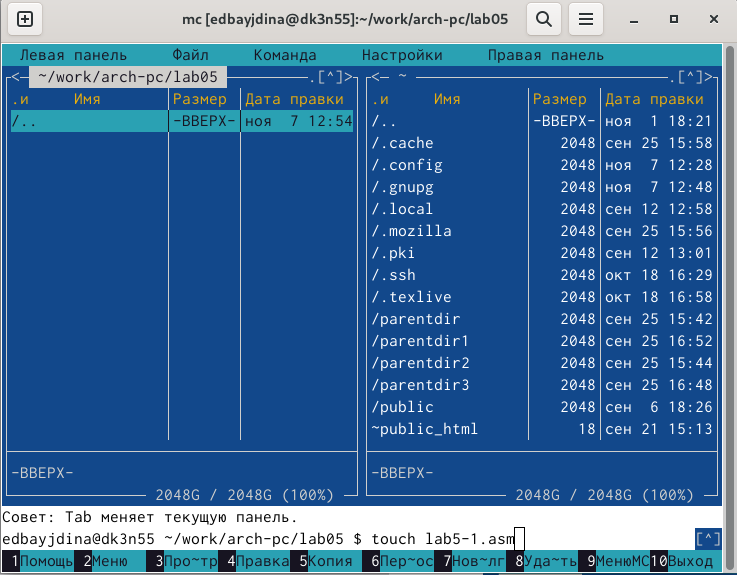 mc [edbayjdina@dk3n55]:~/work/arch-pc/lab05
Левая панель Файл Команда Настройки Правая панель
<─ ~/work/arch-pc/lab05 ─.[^]>
.и Имя Размер Дата правки
/.. -ВВЕРХ- ноя 7 12:54
-ВВЕРХ-
2048G / 2048G (100%)
<─ ~ ─.[^]>
.и Имя Размер Дата правки
/.. -ВВЕРХ- ноя 1 18:21
/.cache 2048 сен 25 15:58
/.config 2048 ноя 7 12:28
/.gnupg 2048 ноя 7 12:48
/.local 2048 сен 12 12:58
/.mozilla 2048 сен 25 15:56
/.pki 2048 сен 12 13:01
/.ssh 2048 окт 18 16:29
/.texlive 2048 окт 18 16:58
/parentdir 2048 сен 25 15:42
/parentdir1 2048 сен 25 16:52
/parentdir2 2048 сен 25 15:44
/parentdir3 2048 сен 25 16:48
/public 2048 сен 6 18:26
~public_html 18 сен 21 15:13
-ВВЕРХ-
2048G / 2048G (100%)
Совет: Tab меняет текущую панель.
edbayjdina@dk3n55 ~/work/arch-pc/lab05 $ touch lab5-1.asm [^]
1Помощь 2Меню 3Про~тр 4Правка 5Копия 6Пер~ос 7Нов~лг 8Уда~ть 9МенюМС 10Выход